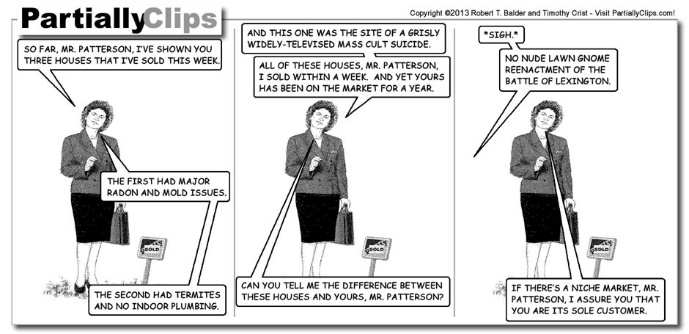 PartiallyClips
Copyright ©2013 Robert T. Balder and Timothy Crist - Visit PartiallyClips.com!
SO FAR, MR. PATTERSON, I'VE SHOWN YOU
THREE HOUSES THAT I'VE SOLD THIS WEEK.
THE FIRST HAD MAJOR
RADON AND MOLD ISSUES.
THE SECOND HAD TERMITES
AND NO INDOOR PLUMBING.
SOLD
AND THIS ONE WAS THE SITE OF A GRISLY
WIDELY-TELEVISED MASS CULT SUICIDE.
ALL OF THESE HOUSES, MR. PATTERSON,
I SOLD WITHIN A WEEK. AND YET YOURS
HAS BEEN ON THE MARKET FOR A YEAR.
CAN YOU TELL ME THE DIFFERENCE BETWEEN
THESE HOUSES AND YOURS, MR. PATTERSON?
SOLD
*SIGH.*
NO NUDE LAWN GNOME
REENACTMENT OF THE
BATTLE OF LEXINGTON.
IF THERE'S A NICHE MARKET, MR.
PATTERSON, I ASSURE YOU THAT
YOU ARE ITS SOLE CUSTOMER.
SOLD